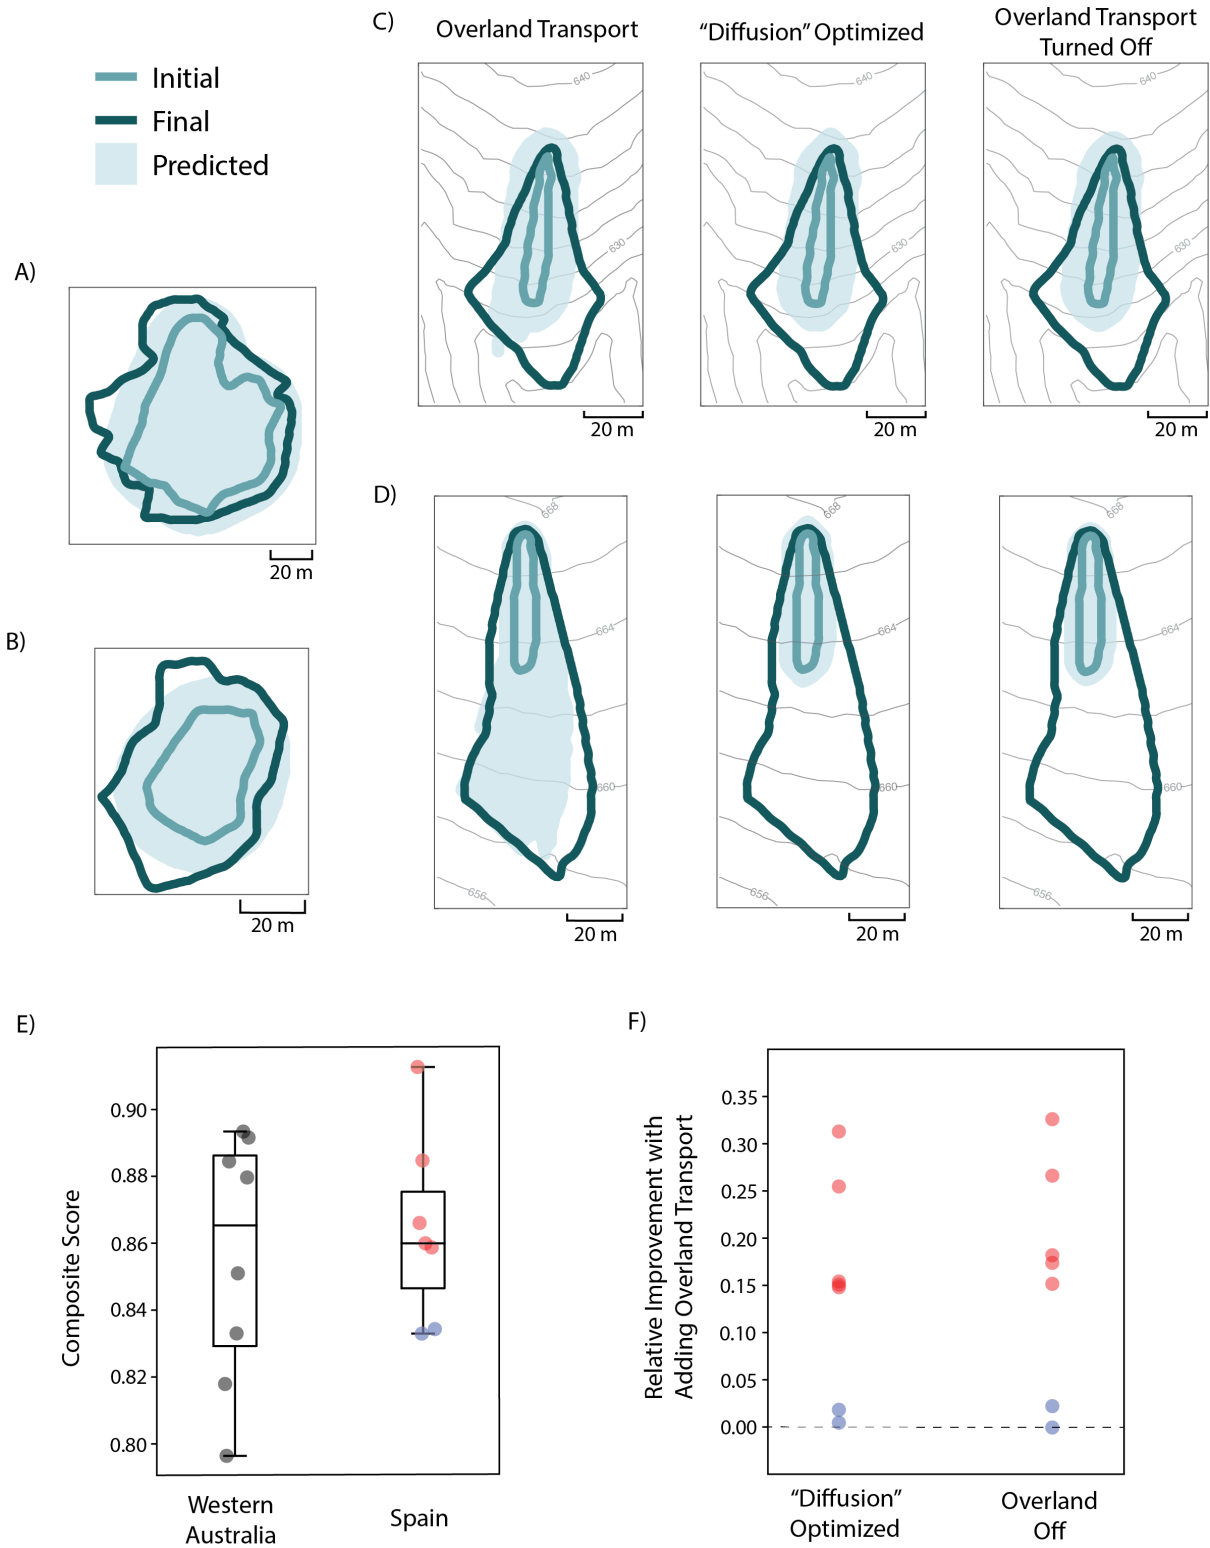 C)
Overland Transport
“Diffusion” Optimized
Overland Transport
Turned Off
Initial
Final
Predicted
640
640
640
630
630
630
20 m
20 m
20 m
A)
20 m
B)
20 m
D)
668
668
668
664
664
664
660
660
660
656
656
656
20 m
20 m
20 m
E)
Composite Score
0.90
0.88
0.86
0.84
0.82
0.80
Western
Australia
Spain
F)
Relative Improvement with
Adding Overland Transport
0.35
0.30
0.25
0.20
0.15
0.10
0.05
0.00
“Diffusion”
Optimized
Overland
Off